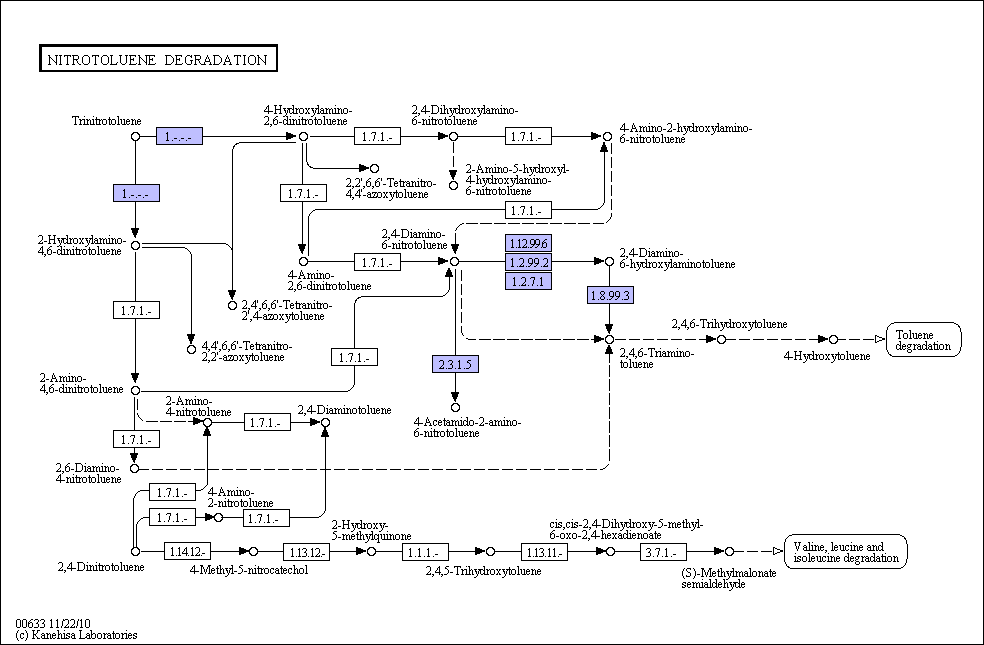 NITROTOLUENE DEGRADATION
Trinitrotoluene
1.-.-.-
4-Hydroxylamino-
2,6-dinitrotoluene
1.7.1.-
2,4-Dihydroxylamino-
6-nitrotoluene
1.7.1.-
4-Amino-2-hydroxylamino-
6-nitrotoluene
2,2',6,6'-Tetranitro-
4,4'-azoxytoluene
2-Amino-5-hydroxyl-
4-hydroxylamino-
6-nitrotoluene
1.-.-.-
1.7.1.-
1.7.1.-
2-Hydroxylamino-
4,6-dinitrotoluene
2,4-Diamino-
6-nitrotoluene
1.12.99.6
1.2.99.2
1.2.7.1
2,4-Diamino-
6-hydroxylaminotoluene
1.7.1.-
4-Amino-
2,6-dinitrotoluene
1.8.99.3
1.7.1.-
2,4',6,6'-Tetranitro-
2',4-azoxytoluene
4,4',6,6'-Tetranitro-
2,2'-azoxytoluene
1.7.1.-
2.3.1.5
2,4,6-Trihydroxytoluene
2,4,6-Triamino-
toluene
4-Hydroxytoluene
Toluene
degradation
2-Amino-
4,6-dinitrotoluene
2-Amino-
4-nitrotoluene
1.7.1.-
2,4-Diaminotoluene
4-Acetamido-2-amino-
6-nitrotoluene
1.7.1.-
2,6-Diamino-
4-nitrotoluene
1.7.1.-
4-Amino-
2-nitrotoluene
1.7.1.-
1.7.1.-
2,4-Dinitrotoluene
1.14.12.-
4-Methyl-5-nitrocatechol
1.13.12.-
2-Hydroxy-
5-methylquinone
1.1.1.-
2,4,5-Trihydroxytoluene
1.13.11.-
cis,cis-2,4-Dihydroxy-5-methyl-
6-oxo-2,4-hexadienoate
3.7.1.-
(S)-Methylmalonate
semialdehyde
Valine, leucine and
isoleucine degradation
00633 11/22/10
(c) Kanehisa Laboratories